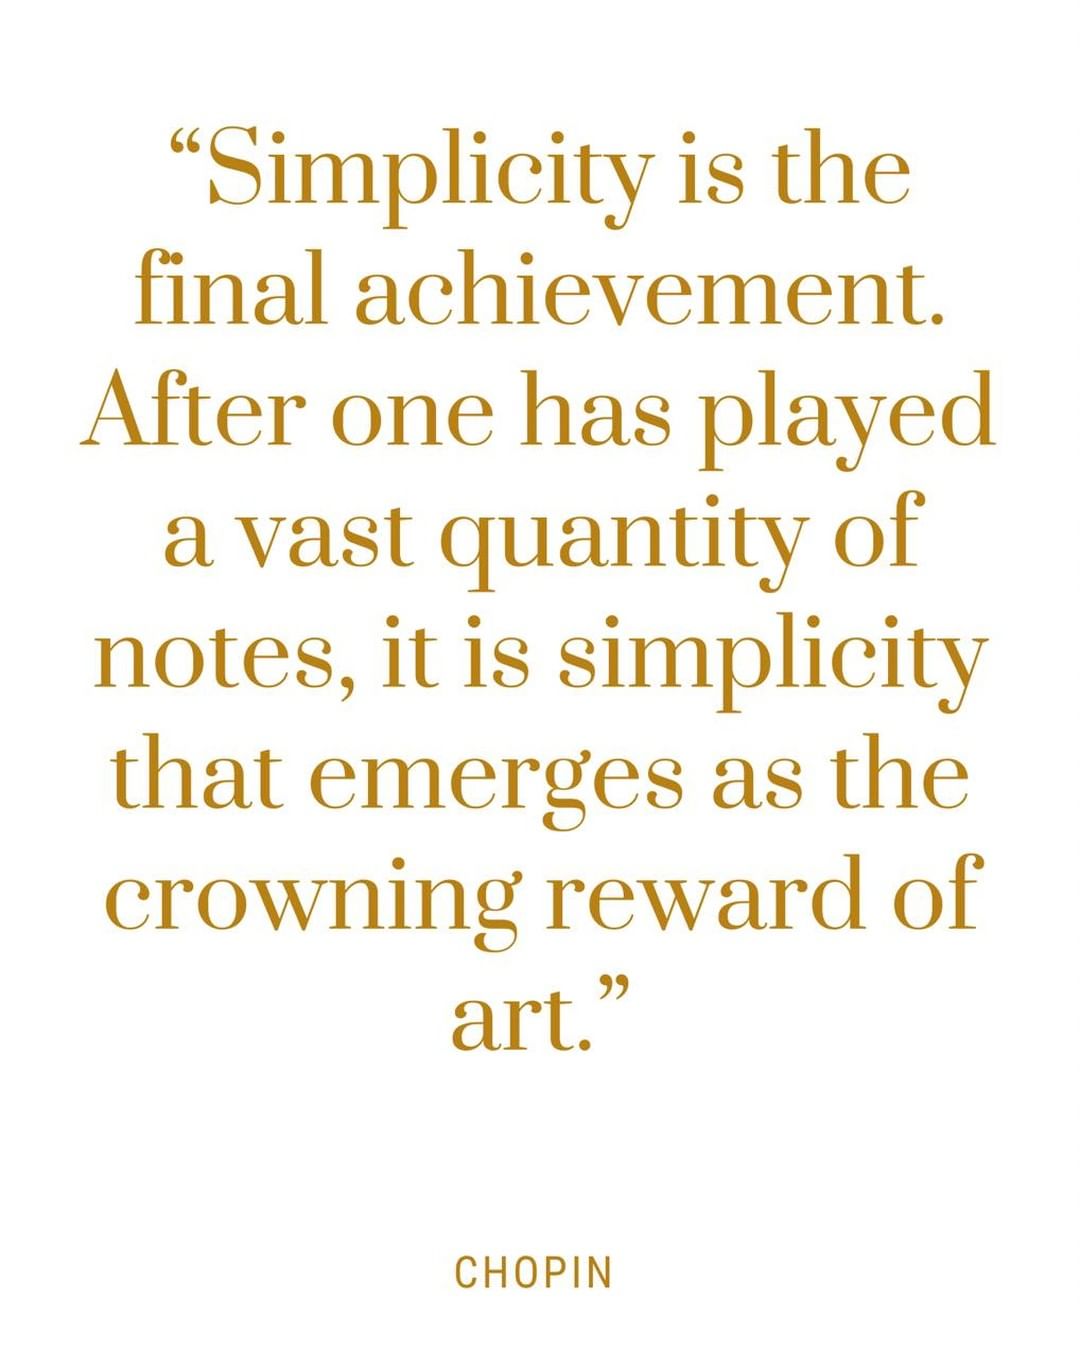 “Simplicity is the
final achievement.
After one has played
a vast quantity of
notes, it is simplicity
that emerges as the
crowning reward of
art.”
CHOPIN